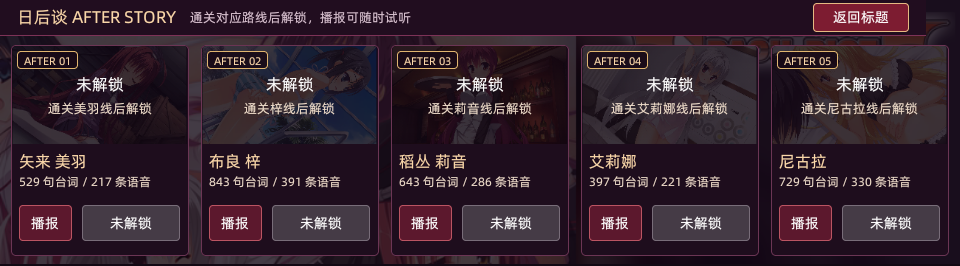 日后谈 AFTER STORY 通关对应路线后解锁，播报可随时试听 返回标题
AFTER 01
未解锁
通关美羽线后解锁
矢来 美羽
529 句台词 / 217 条语音
播报 未解锁
AFTER 02
未解锁
通关梓线后解锁
布良 梓
843 句台词 / 391 条语音
播报 未解锁
AFTER 03
未解锁
通关莉音线后解锁
稻丛 莉音
643 句台词 / 286 条语音
播报 未解锁
AFTER 04
未解锁
通关艾莉娜线后解锁
艾莉娜
397 句台词 / 221 条语音
播报 未解锁
AFTER 05
未解锁
通关尼古拉线后解锁
尼古拉
729 句台词 / 330 条语音
播报 未解锁